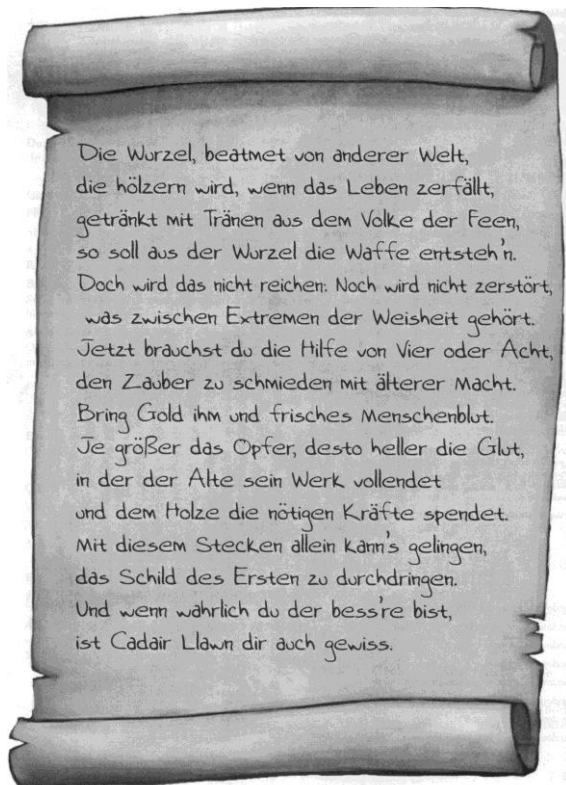 Die Wurzel, beatmet von anderer Welt,
die hölzern wird, wenn das Leben zerfällt,
getränkt mit Tränen aus dem Volke der Feen,
so soll aus der Wurzel die Waffe entsteh'n.
Doch wird das nicht reichen: Noch wird nicht zerstört,
was zwischen Extremen der Weisheit gehört.
Jetzt brauchst du die Hilfe von Vier oder Acht,
den Zauber zu schmieden mit älterer Macht.
Bring Gold ihm und frisches Menschenblut.
Je größer das Opfer, desto heller die Glut,
in der der Alte sein Werk vollendet
und dem Holze die nötigen Kräfte spendet.
Mit diesem Stecken allein kann's gelingen,
das Schild des Ersten zu durchdringen.
Und wenn wahrlich du der bess're bist,
ist Cadair Llawn dir auch gewiss.